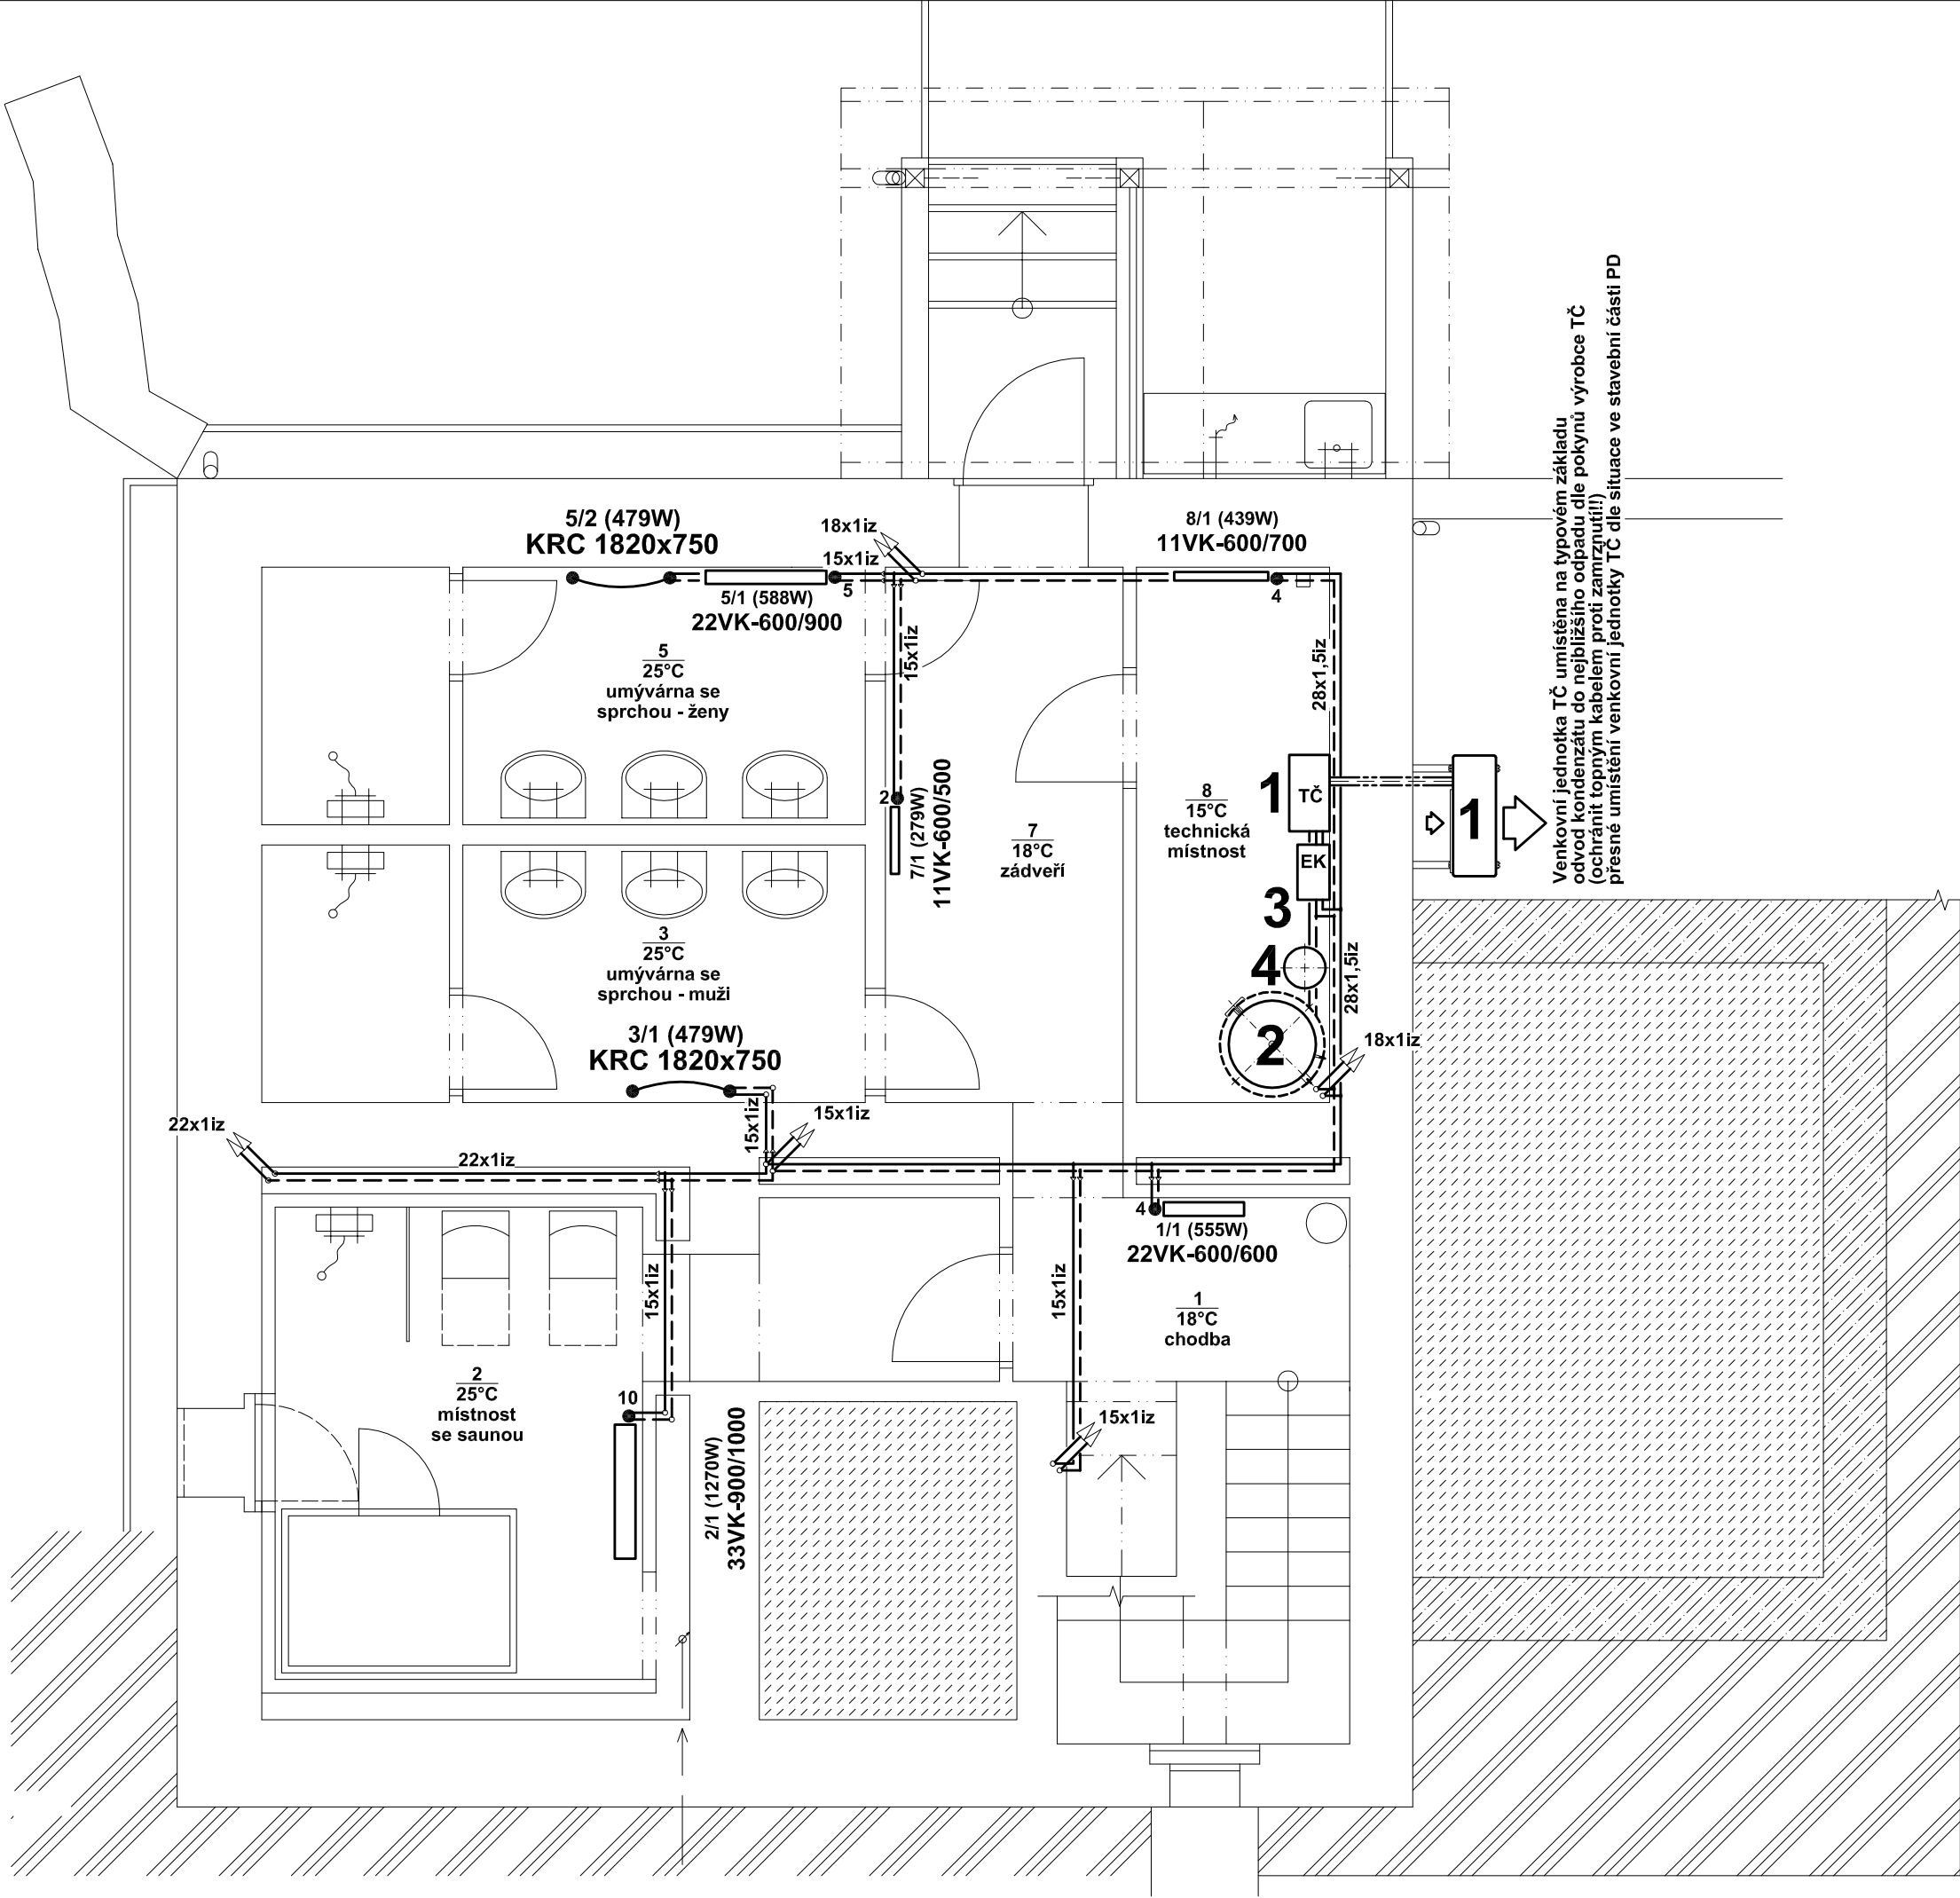 Venkovní jednotka TČ umístěna na typovém základu
odvod kondenzátu do nejbližšího odpadu dle pokynů výrobce TČ
(ochránit topným kabelem proti zamrznutí!!)
přesné umístění venkovní jednotky TČ dle situace ve stavební části PD
5/2 (479W)
KRC 1820x750
18x1iz
15x1iz
5
5/1 (588W)
22VK-600/900
8/1 (439W)
11VK-600/700
4
5
25°C
umývárna se
sprchou - ženy
15x1iz
28x1,5iz
2
7/1 (279W)
11VK-600/500
8
15°C
technická
místnost
1
TČ
1
EK
7
18°C
zádveří
3
3
25°C
umývárna se
sprchou - muži
4
28x1,5iz
2
18x1iz
3/1 (479W)
KRC 1820x750
15x1iz
15x1iz
22x1iz
22x1iz
4
1/1 (555W)
22VK-600/600
15x1iz
15x1iz
1
18°C
chodba
2
25°C
místnost
se saunou
10
2/1 (1270W)
33VK-900/1000
15x1iz